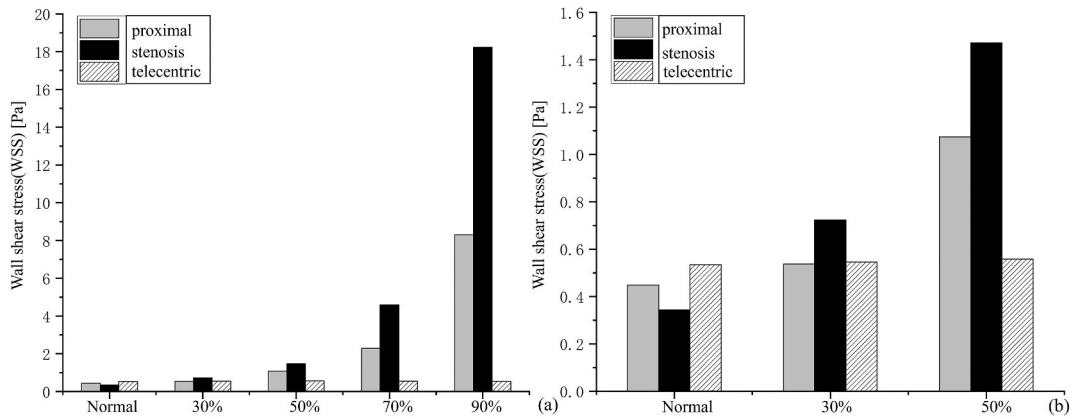 Wall shear stress(WSS) [Pa]
20
18
16
14
12
10
8
6
4
2
0
proximal
stenosis
telecentric
Normal 30% 50% 70% 90%
(a)
Wall shear stress(WSS) [Pa]
1.6
1.4
1.2
1.0
0.8
0.6
0.4
0.2
0.0
proximal
stenosis
telecentric
Normal 30% 50%
(b)